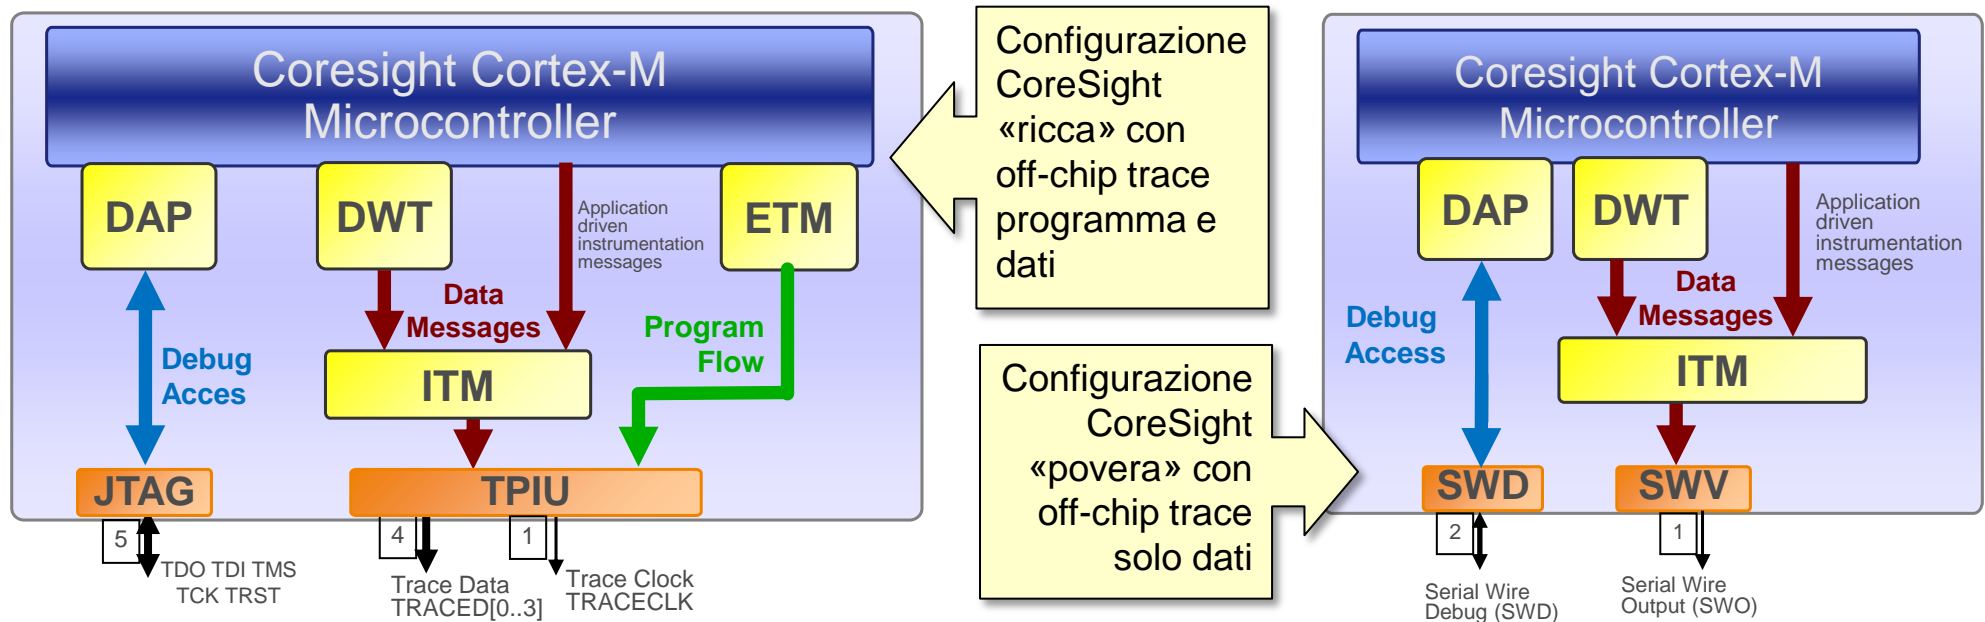 Coresight Cortex-M
Microcontroller
DAP
DWT
Application
driven
instrumentation
messages
ETM
Data
Messages
Program
Flow
Debug
Acces
ITM
JTAG
TPIU
5
4
1
TDO TDI TMS
TCK TRST
Trace Data
TRACED[0..3]
Trace Clock
TRACECLK
Configurazione
CoreSight
«ricca» con
off-chip trace
programma e
dati
Configurazione
CoreSight
«povera» con
off-chip trace
solo dati
Coresight Cortex-M
Microcontroller
DAP
DWT
Application
driven
instrumentation
messages
Data
Messages
Debug
Access
ITM
SWD
SWV
2
1
Serial Wire
Debug (SWD)
Serial Wire
Output (SWO)